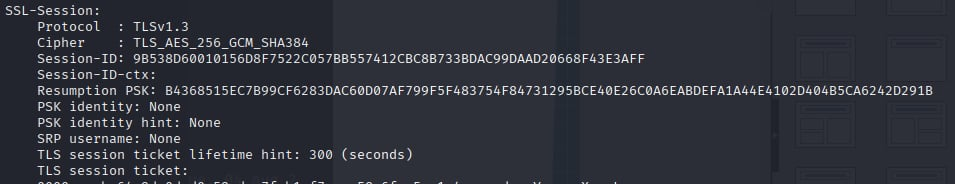 SSL-Session:
Protocol : TLSv1.3
Cipher : TLS_AES_256_GCM_SHA384
Session-ID: 9B538D60010156D8F7522C057BB557412CBC8B733BDAC99DAAD20668F43E3AFF
Session-ID-ctx:
Resumption PSK: B4368515EC7B99CF6283DAC60D07AF799F5F483754F84731295BCE40E26C0A6EABDEFA1A44E4102D404B5CA6242D291B
PSK identity: None
PSK identity hint: None
SRP username: None
TLS session ticket lifetime hint: 300 (seconds)
TLS session ticket: